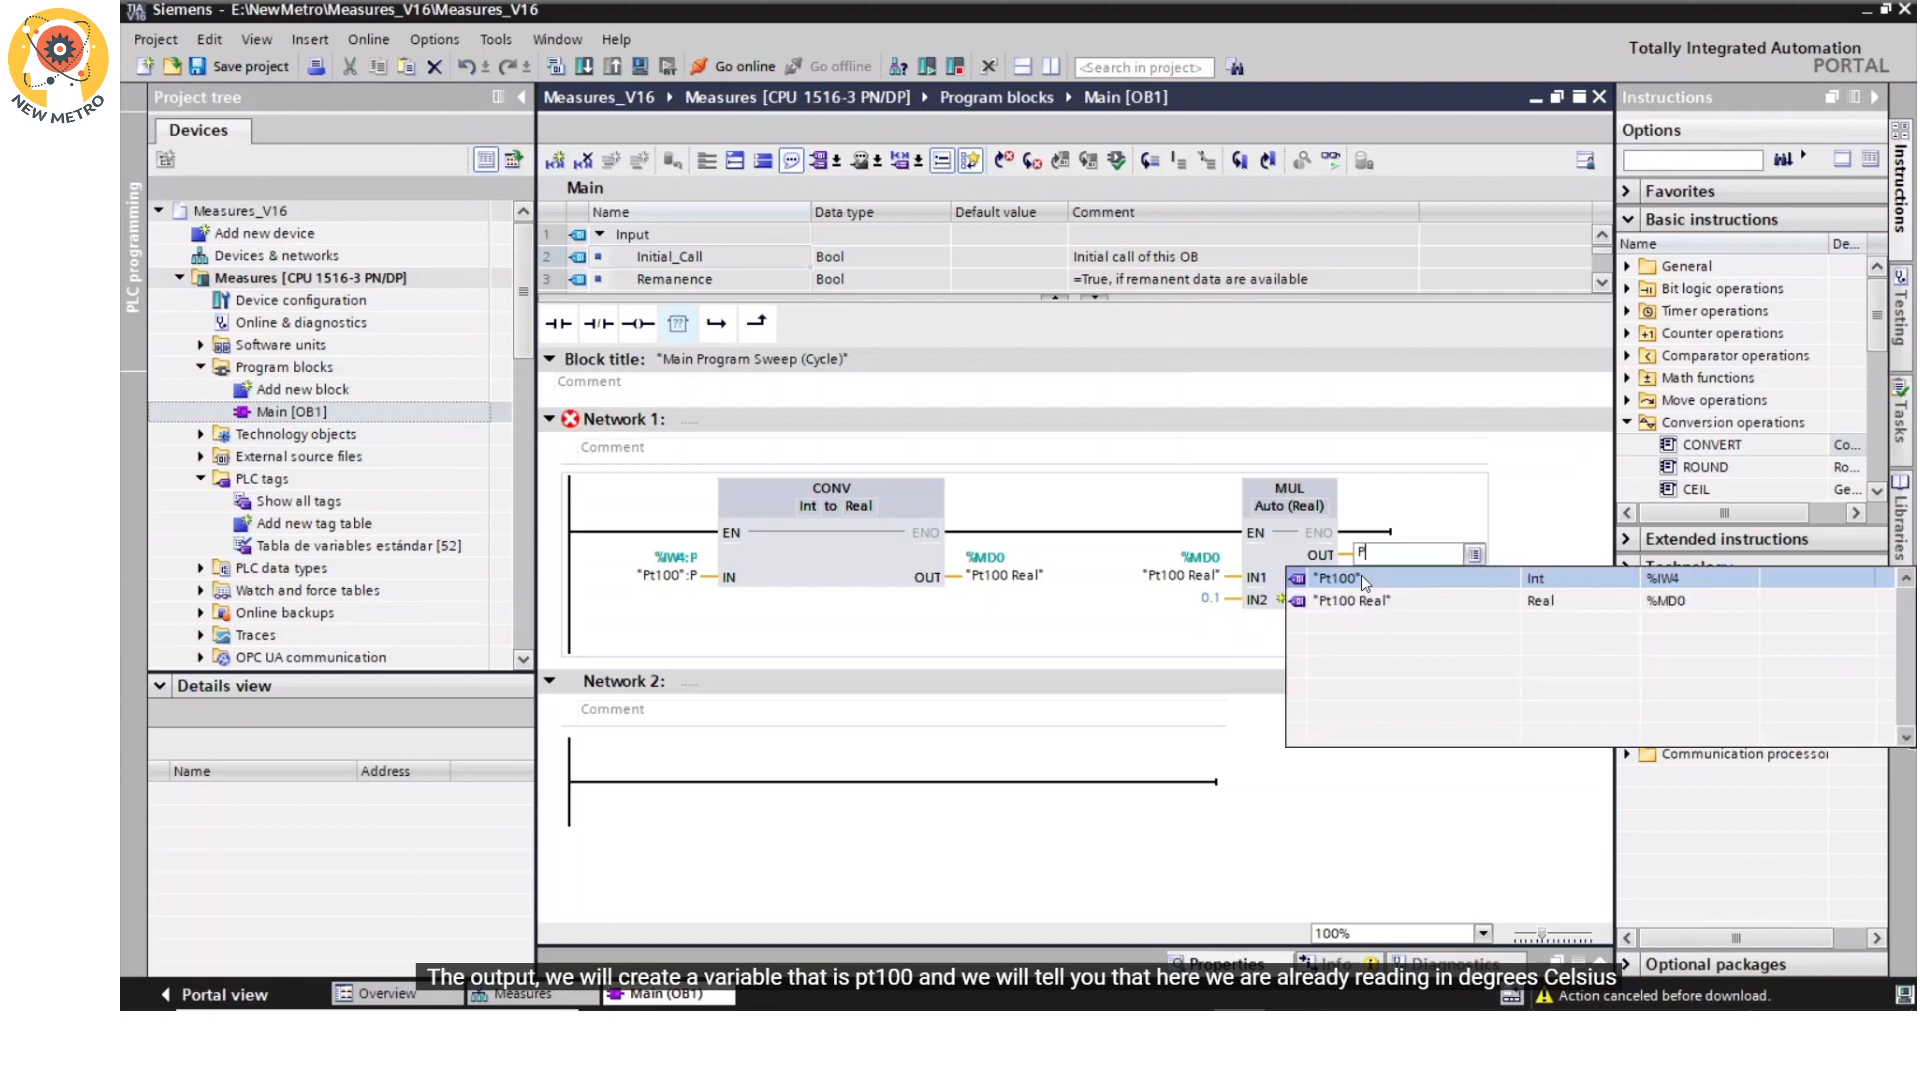 NEW METRO
Siemens - E:\NewMetro\Measures_V16\Measures_V16
Project Edit View Insert Online Options Tools Window Help
Totally Integrated Automation
PORTAL
Save project Go online Go offline <Search in project>
Project tree
Measures_V16 Measures [CPU 1516-3 PN/DP] Program blocks Main [OB1]
Instructions
Devices
Options
PLC programming
Instructions
Testing
Tasks
Libraries
Main
Name Data type Default value Comment
1 Input
2 Initial_Call Bool Initial call of this OB
3 Remanence Bool =True, if remanent data are available
Measures_V16
Add new device
Devices & networks
Measures [CPU 1516-3 PN/DP]
Device configuration
Online & diagnostics
Software units
Program blocks
Add new block
Main [OB1]
Technology objects
External source files
PLC tags
Show all tags
Add new tag table
Tabla de variables estándar [52]
PLC data types
Watch and force tables
Online backups
Traces
OPC UA communication
Details view
Name Address
Block title: "Main Program Sweep (Cycle)"
Comment
Network 1: .....
Comment
CONV
Int to Real
EN ENO
%IW4:P
"Pt100":P IN
%MD0
OUT "Pt100 Real"
MUL
Auto (Real)
EN ENO
OUT P
%MD0
"Pt100 Real" IN1
0.1 IN2
"Pt100" Int %IW4
"Pt100 Real" Real %MD0
Network 2: .....
Comment
100%
Favorites
Basic instructions
Name De...
General
Bit logic operations
Timer operations
Counter operations
Comparator operations
Math functions
Move operations
Conversion operations
CONVERT Co...
ROUND Ro...
CEIL Ge...
Extended instructions
Communication processor
Optional packages
Properties Info Diagnostics
The output, we will create a variable that is pt100 and we will tell you that here we are already reading in degrees Celsius
Portal view Overview Measures Main (OB1)
Action canceled before download.